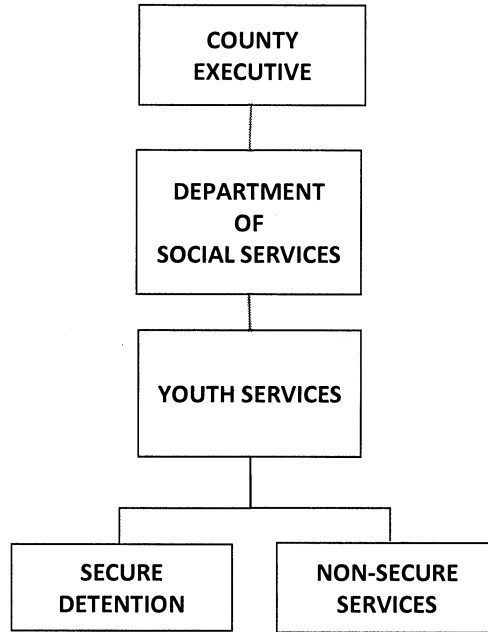 COUNTY
EXECUTIVE
DEPARTMENT
OF
SOCIAL SERVICES
YOUTH SERVICES
SECURE
DETENTION
NON-SECURE
SERVICES